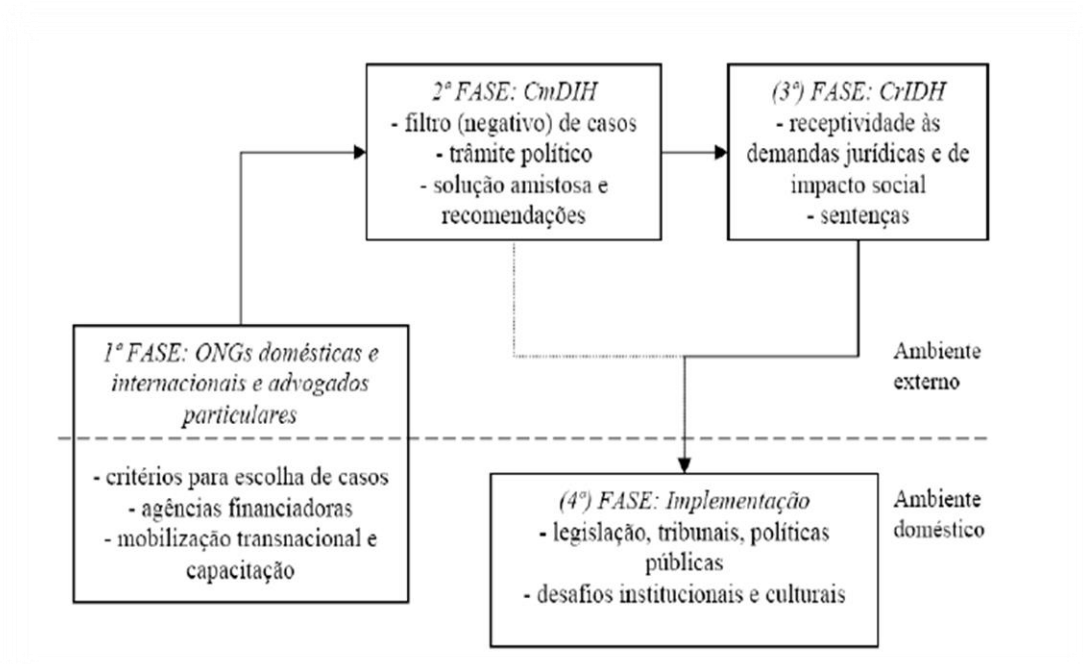 2ª FASE: CmDIH
- filtro (negativo) de casos
- trâmite político
- solução amistosa e
recomendações
(3ª) FASE: CrIDH
- receptividade às
demandas jurídicas e de
impacto social
- sentenças
1ª FASE: ONGs domésticas e
internacionais e advogados
particulares
- critérios para escolha de casos
- agências financiadoras
- mobilização transnacional e
capacitação
Ambiente
externo
(4ª) FASE: Implementação
- legislação, tribunais, políticas
públicas
- desafios institucionais e culturais
Ambiente
doméstico